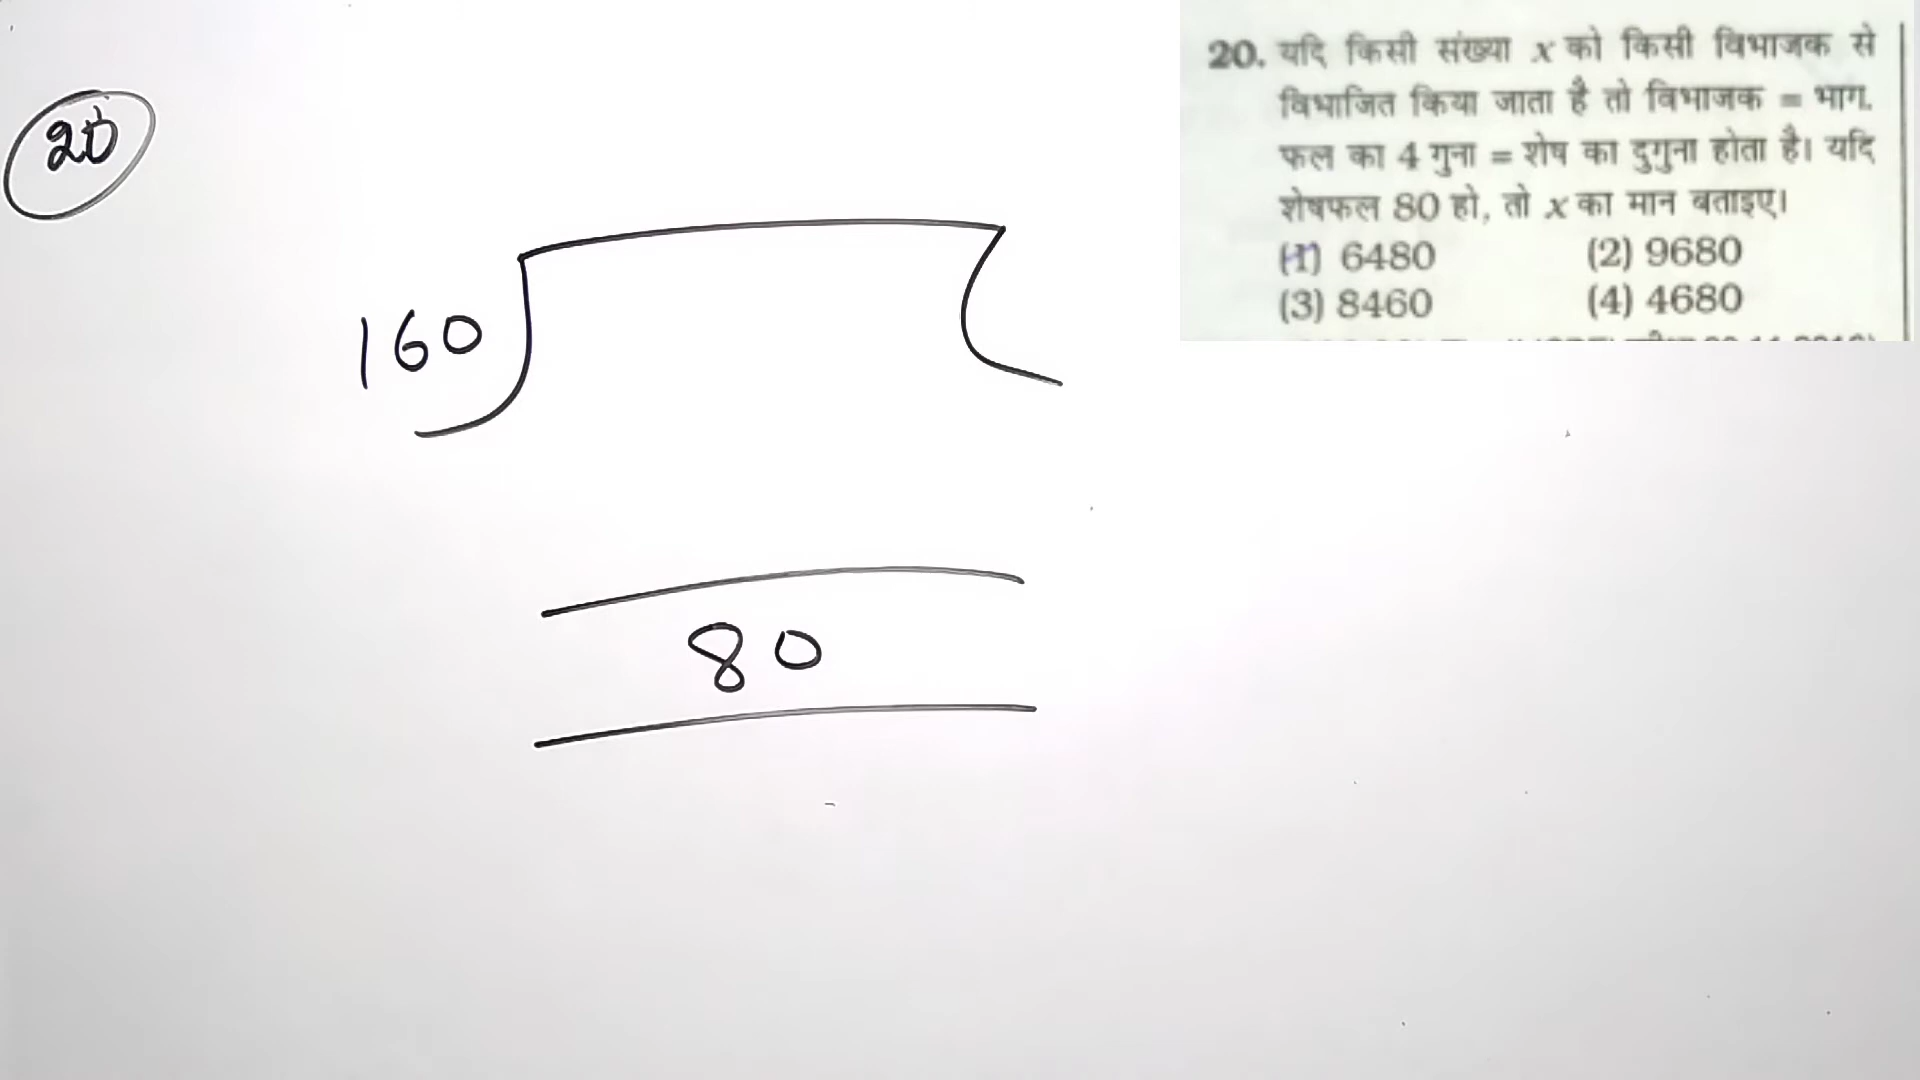 20
20. यदि किसी संख्या x को किसी विभाजक से
विभाजित किया जाता है तो विभाजक = भाग.
फल का 4 गुना = शेष का दुगुना होता है। यदि
शेषफल 80 हो, तो x का मान बताइए।
(1) 6480 (2) 9680
(3) 8460 (4) 4680
160
80